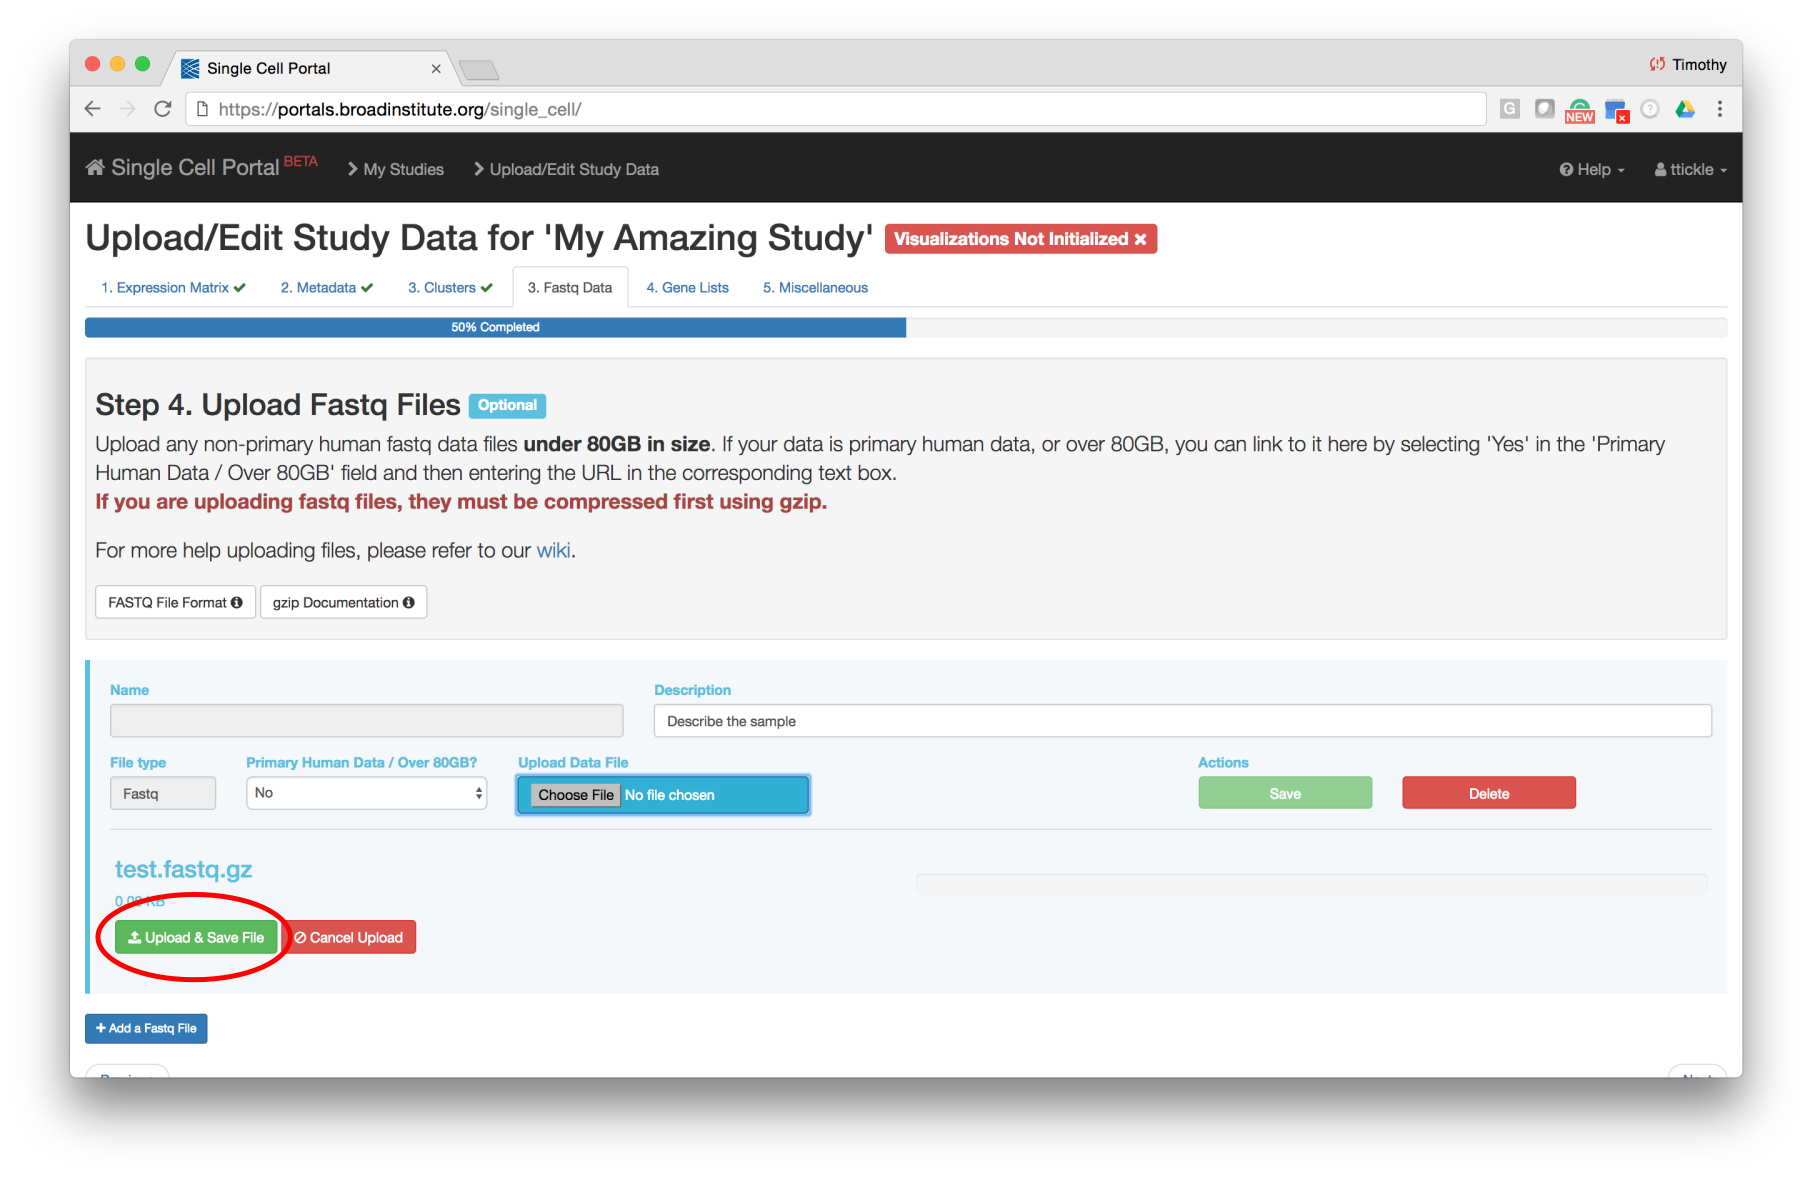 Single Cell Portal
Timothy
https://portals.broadinstitute.org/single_cell/
G
NEW
Single Cell Portal BETA
My Studies
Upload/Edit Study Data
Help
ttickle
Upload/Edit Study Data for 'My Amazing Study' Visualizations Not Initialized
1. Expression Matrix
2. Metadata
3. Clusters
3. Fastq Data
4. Gene Lists
5. Miscellaneous
50% Completed
Step 4. Upload Fastq Files Optional
Upload any non-primary human fastq data files under 80GB in size. If your data is primary human data, or over 80GB, you can link to it here by selecting 'Yes' in the 'Primary
Human Data / Over 80GB' field and then entering the URL in the corresponding text box.
If you are uploading fastq files, they must be compressed first using gzip.
For more help uploading files, please refer to our wiki.
FASTQ File Format
gzip Documentation
Name
Description
Describe the sample
File type
Primary Human Data / Over 80GB?
Upload Data File
Actions
Fastq
No
Choose File No file chosen
Save
Delete
test.fastq.gz
0.00 KB
Upload & Save File
Cancel Upload
+ Add a Fastq File